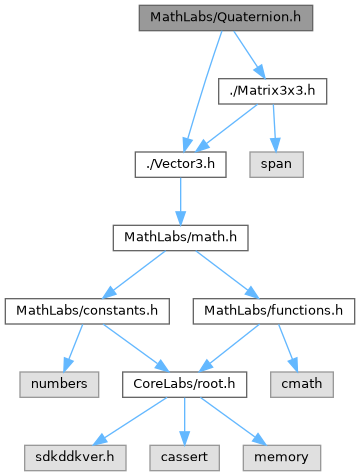 MathLabs/Quaternion.h
./Matrix3x3.h
./Vector3.h
span
MathLabs/math.h
MathLabs/constants.h
MathLabs/functions.h
numbers
CoreLabs/root.h
cmath
sdkddkver.h
cassert
memory